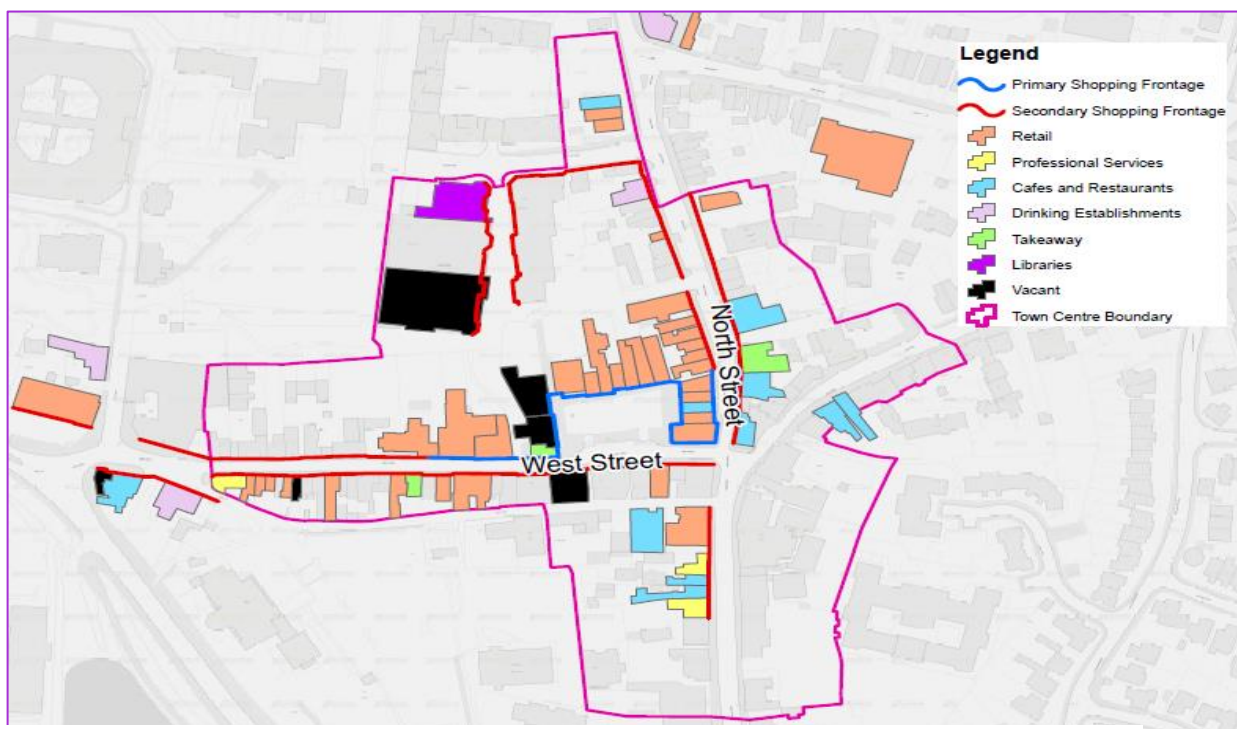 Legend
Primary Shopping Frontage
Secondary Shopping Frontage
Retail
Professional Services
Cafes and Restaurants
Drinking Establishments
Takeaway
Libraries
Vacant
Town Centre Boundary
North Street
West Street